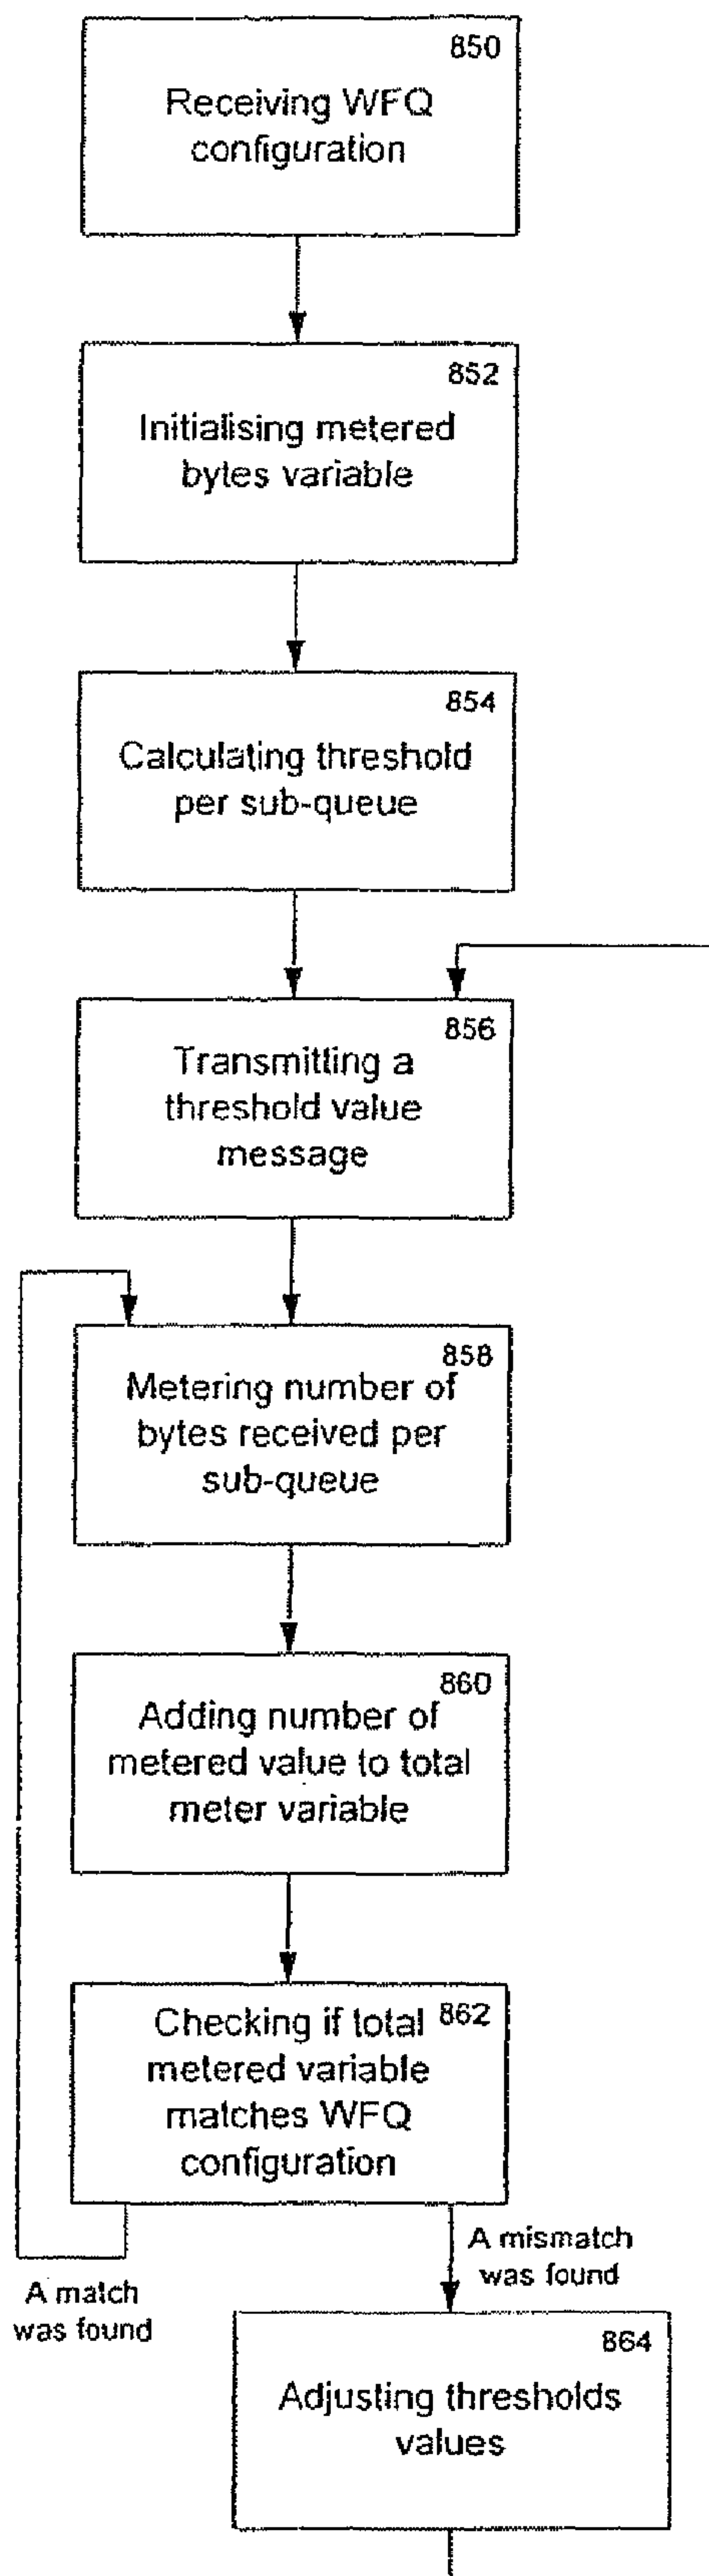 850
Receiving WFQ
configuration
852
Initialising metered
bytes variable
854
Calculating threshold
per sub-queue
856
Transmitting a
threshold value
message
858
Metering number of
bytes received per
sub-queue
860
Adding number of
metered value to total
meter variable
862
Checking if total
metered variable
matches WFQ
configuration
A mismatch
was found
A match
was found
864
Adjusting thresholds
values